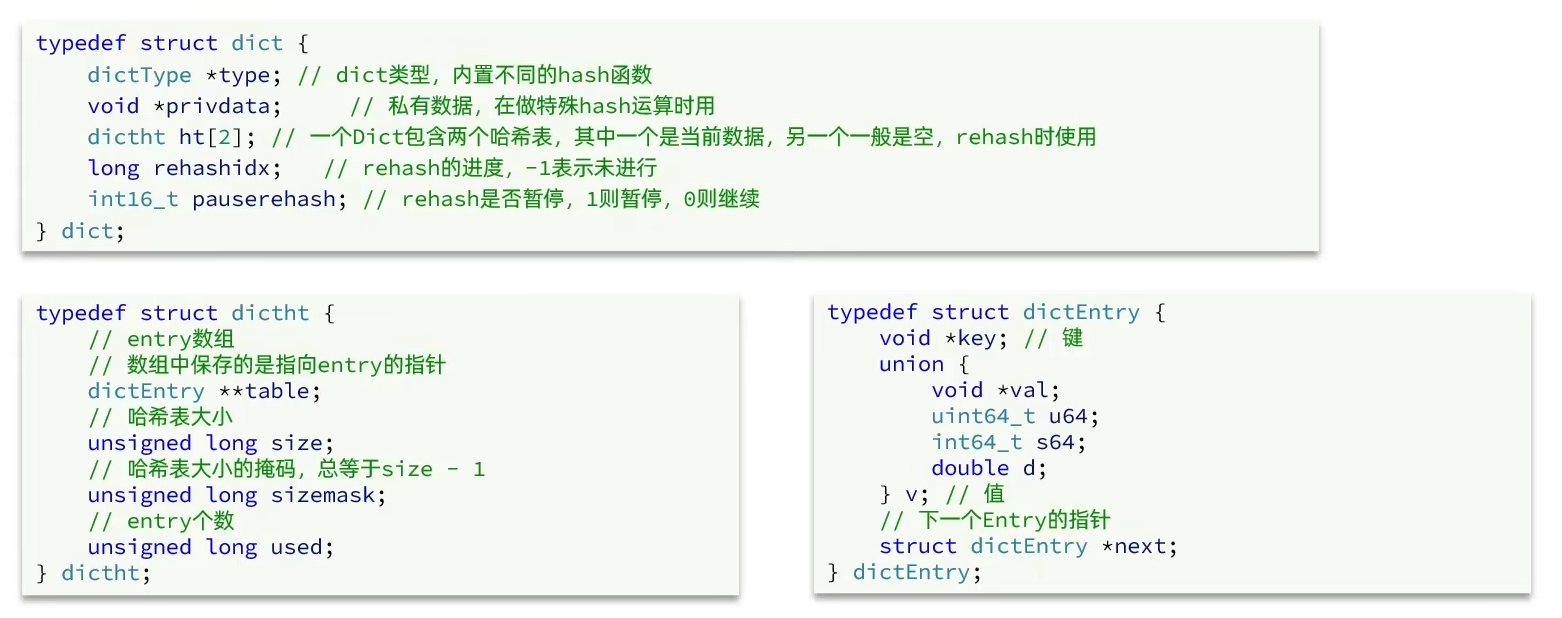 typedef struct dict {
    dictType *type; // dict类型，内置不同的hash函数
    void *privdata;     // 私有数据，在做特殊hash运算时用
    dictht ht[2]; // 一个Dict包含两个哈希表，其中一个是当前数据，另一个一般是空，rehash时使用
    long rehashidx;   // rehash的进度，-1表示未进行
    int16_t pauserehash; // rehash是否暂停，1则暂停，0则继续
} dict;
typedef struct dictht {
    // entry数组
    // 数组中保存的是指向entry的指针
    dictEntry **table;
    // 哈希表大小
    unsigned long size;
    // 哈希表大小的掩码，总等于size - 1
    unsigned long sizemask;
    // entry个数
    unsigned long used;
} dictht;
typedef struct dictEntry {
    void *key; // 键
    union {
        void *val;
        uint64_t u64;
        int64_t s64;
        double d;
    } v; // 值
    // 下一个Entry的指针
    struct dictEntry *next;
} dictEntry;